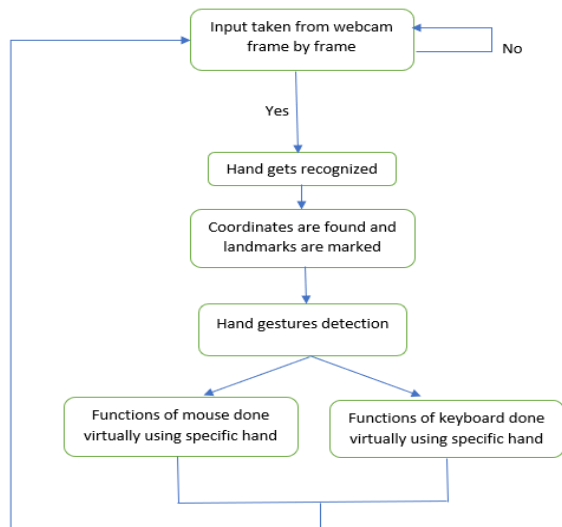 Input taken from webcam
frame by frame
No
Yes
Hand gets recognized
Coordinates are found and
landmarks are marked
Hand gestures detection
Functions of mouse done
virtually using specific hand
Functions of keyboard done
virtually using specific hand